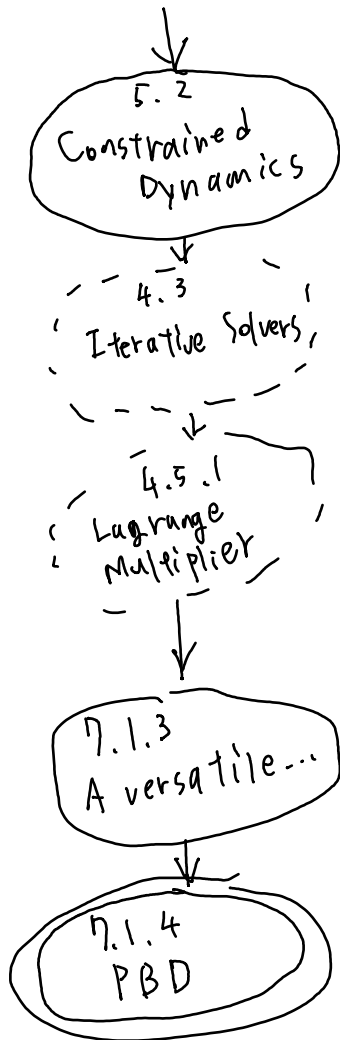 5.2
Constrained
Dynamics
4.3
Iterative Solvers
4.5.1
Lagrange
Multiplier
7.1.3
A versatile...
7.1.4
PBD